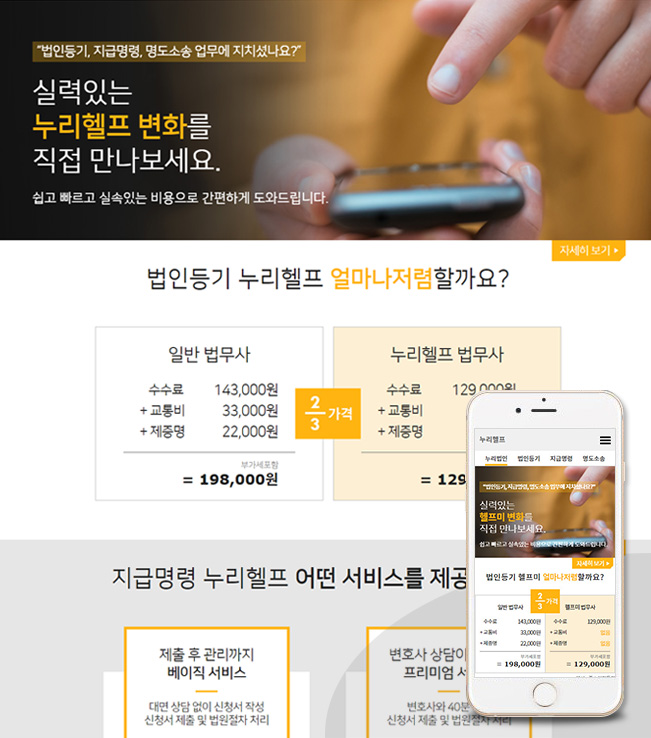 "법인등기, 지급명령, 명도소송 업무에 지치셨나요?"
실력있는
누리헬프 변화를
직접 만나보세요.
쉽고 빠르고 실속있는 비용으로 간편하게 도와드립니다.
자세히 보기
법인등기 누리헬프 얼마나저렴할까요?
일반 법무사
수수료 143,000원
+ 교통비 33,000원
+ 제증명 22,000원
부가세포함
= 198,000원
2
3 가격
누리헬프 법무사
수수료 129,000원
+ 교통비
+ 제증명
= 129
지급명령 누리헬프 어떤 서비스를 제공
제출 후 관리까지
베이직 서비스
대면 상담 없이 신청서 작성
신청서 제출 및 법원절차 처리
변호사 상담이
프리미엄 서
변호사와 40분
신청서 제출 및 법원절차 처리
누리헬프
누리법인 법인등기 지급명령 명도소송
"법인등기, 지급명령, 명도소송 업무에 지치셨나요?"
실력있는
헬프미 변화를
직접 만나보세요.
쉽고 빠르고 실속있는 비용으로 간편하게 도와드립니다.
자세히 보기
법인등기 헬프미 얼마나저렴할까요?
일반 법무사
수수료 143,000원
+ 교통비 33,000원
+ 제증명 22,000원
부가세포함
= 198,000원
2
3 가격
헬프미 법무사
수수료 129,000원
+ 교통비 없음
+ 제증명 없음
부가세포함
= 129,000원